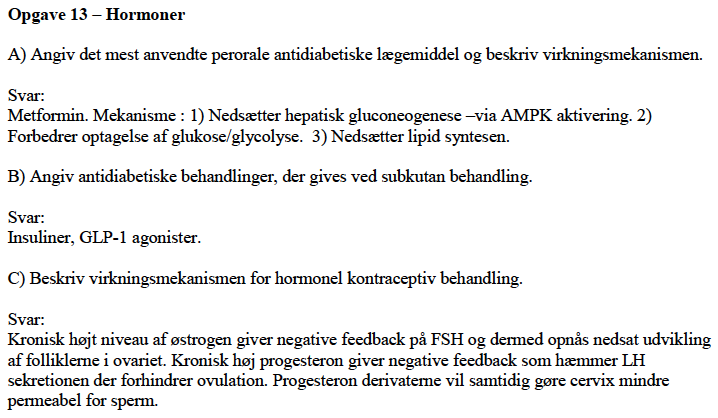 Opgave 13 – Hormoner
A) Angiv det mest anvendte perorale antidiabetiske lægemiddel og beskriv virkningsmekanismen.
Svar:
Metformin. Mekanisme : 1) Nedsætter hepatisk gluconeogenese –via AMPK aktivering. 2)
Forbedrer optagelse af glukose/glycolyse.  3) Nedsætter lipid syntesen.
B) Angiv antidiabetiske behandlinger, der gives ved subkutan behandling.
Svar:
Insuliner, GLP-1 agonister.
C) Beskriv virkningsmekanismen for hormonel kontraceptiv behandling.
Svar:
Kronisk højt niveau af østrogen giver negative feedback på FSH og dermed opnås nedsat udvikling
af folliklerne i ovariet. Kronisk høj progesteron giver negative feedback som hæmmer LH
sekretionen der forhindrer ovulation. Progesteron derivaterne vil samtidig gøre cervix mindre
permeabel for sperm.